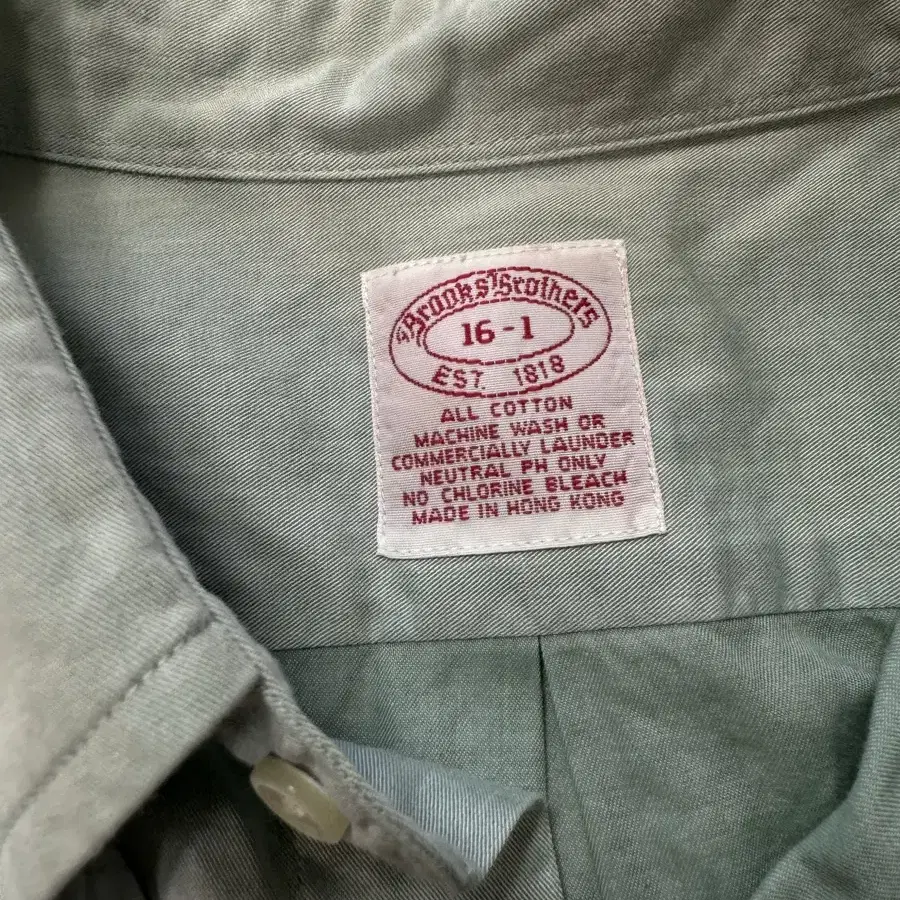 Brooks Brothers
16-1
EST. 1818
ALL COTTON
MACHINE WASH OR
COMMERCIALLY LAUNDER
NEUTRAL PH ONLY
NO CHLORINE BLEACH
MADE IN HONG KONG